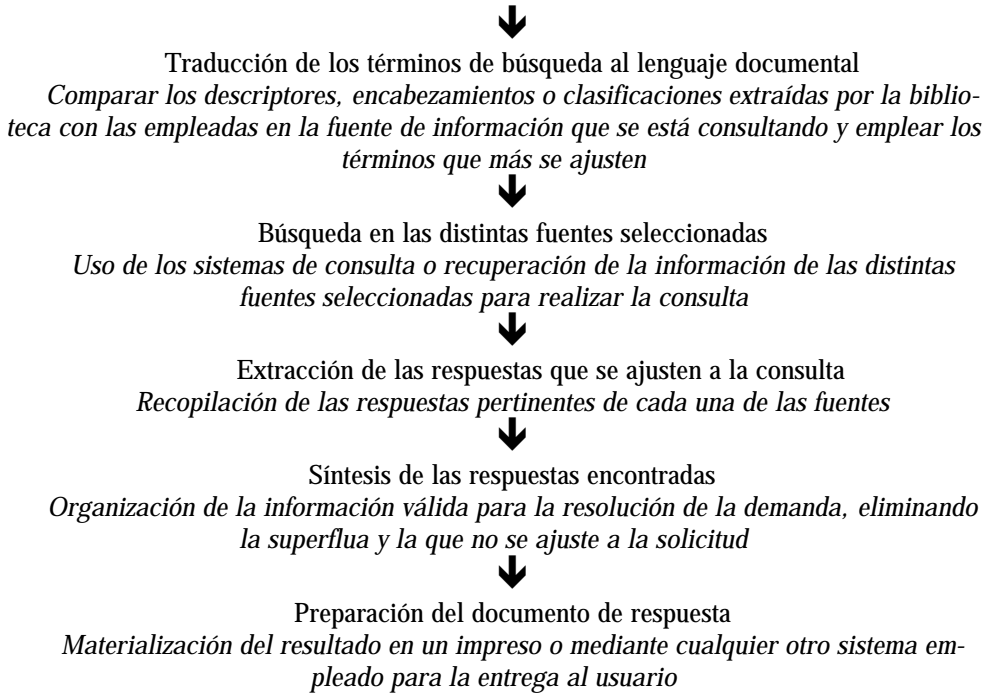 Traducción de los términos de búsqueda al lenguaje documental
Comparar los descriptores, encabezamientos o clasificaciones extraídas por la biblio-
teca con las empleadas en la fuente de información que se está consultando y emplear los
términos que más se ajusten
Búsqueda en las distintas fuentes seleccionadas
Uso de los sistemas de consulta o recuperación de la información de las distintas
fuentes seleccionadas para realizar la consulta
Extracción de las respuestas que se ajusten a la consulta
Recopilación de las respuestas pertinentes de cada una de las fuentes
Síntesis de las respuestas encontradas
Organización de la información válida para la resolución de la demanda, eliminando
la superflua y la que no se ajuste a la solicitud
Preparación del documento de respuesta
Materialización del resultado en un impreso o mediante cualquier otro sistema em-
pleado para la entrega al usuario